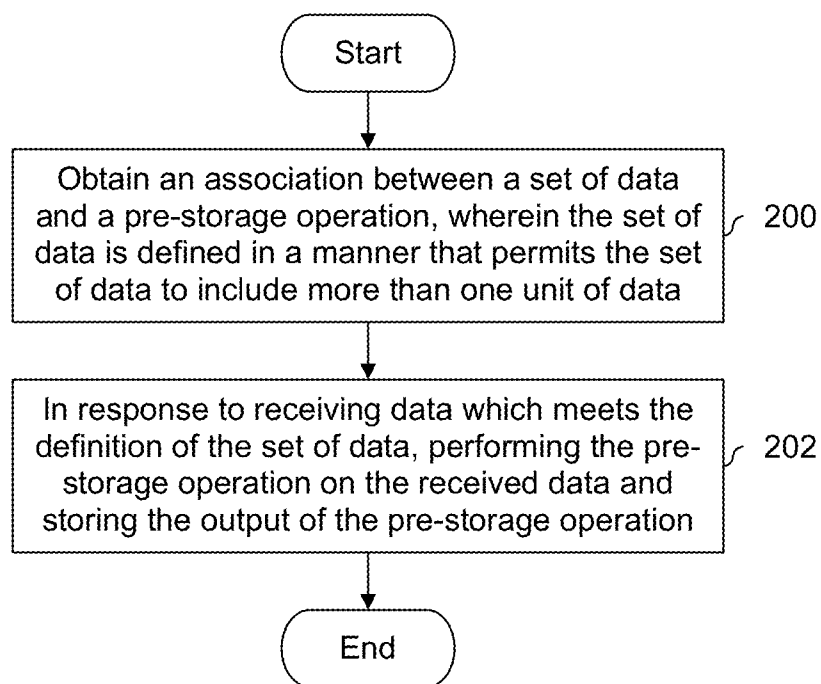 Start
Obtain an association between a set of data
and a pre-storage operation, wherein the set of
data is defined in a manner that permits the set
of data to include more than one unit of data
200
In response to receiving data which meets the
definition of the set of data, performing the pre-
storage operation on the received data and
storing the output of the pre-storage operation
202
End